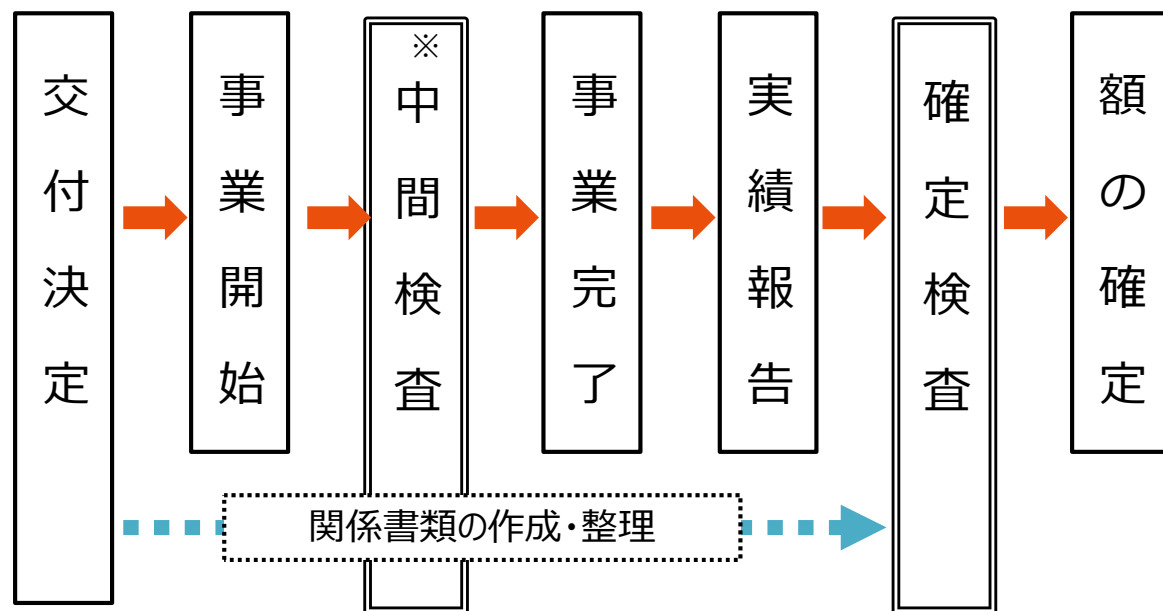 交付決定
事業開始
※中間検査
事業完了
実績報告
確定検査
額の確定
関係書類の作成・整理